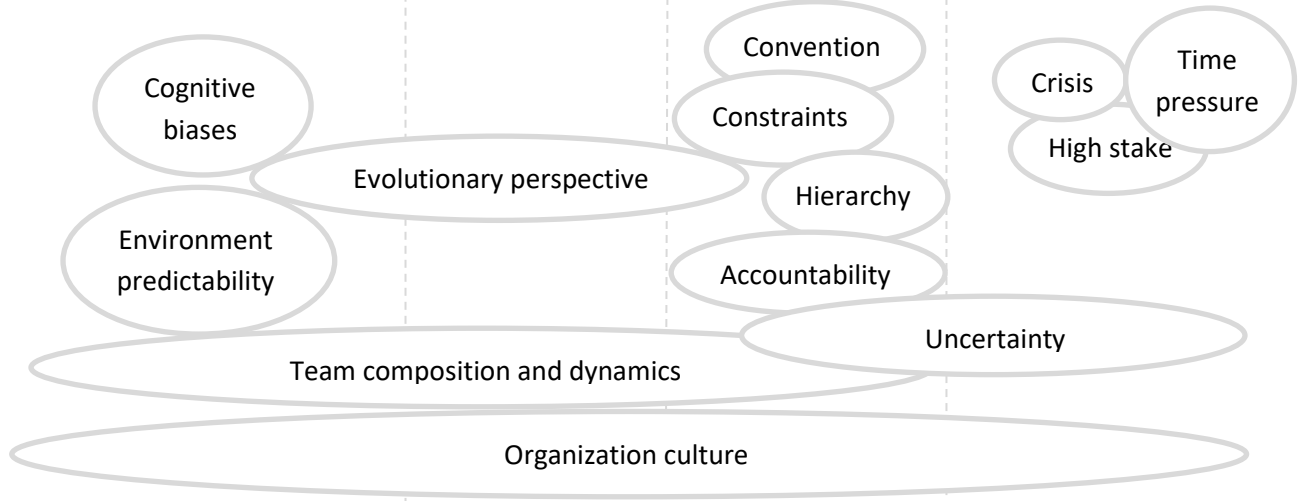 Convention
Time
pressure
Crisis
Cognitive
biases
Constraints
High stake
Evolutionary perspective
Hierarchy
Environment
predictability
Accountability
Uncertainty
Team composition and dynamics
Organization culture